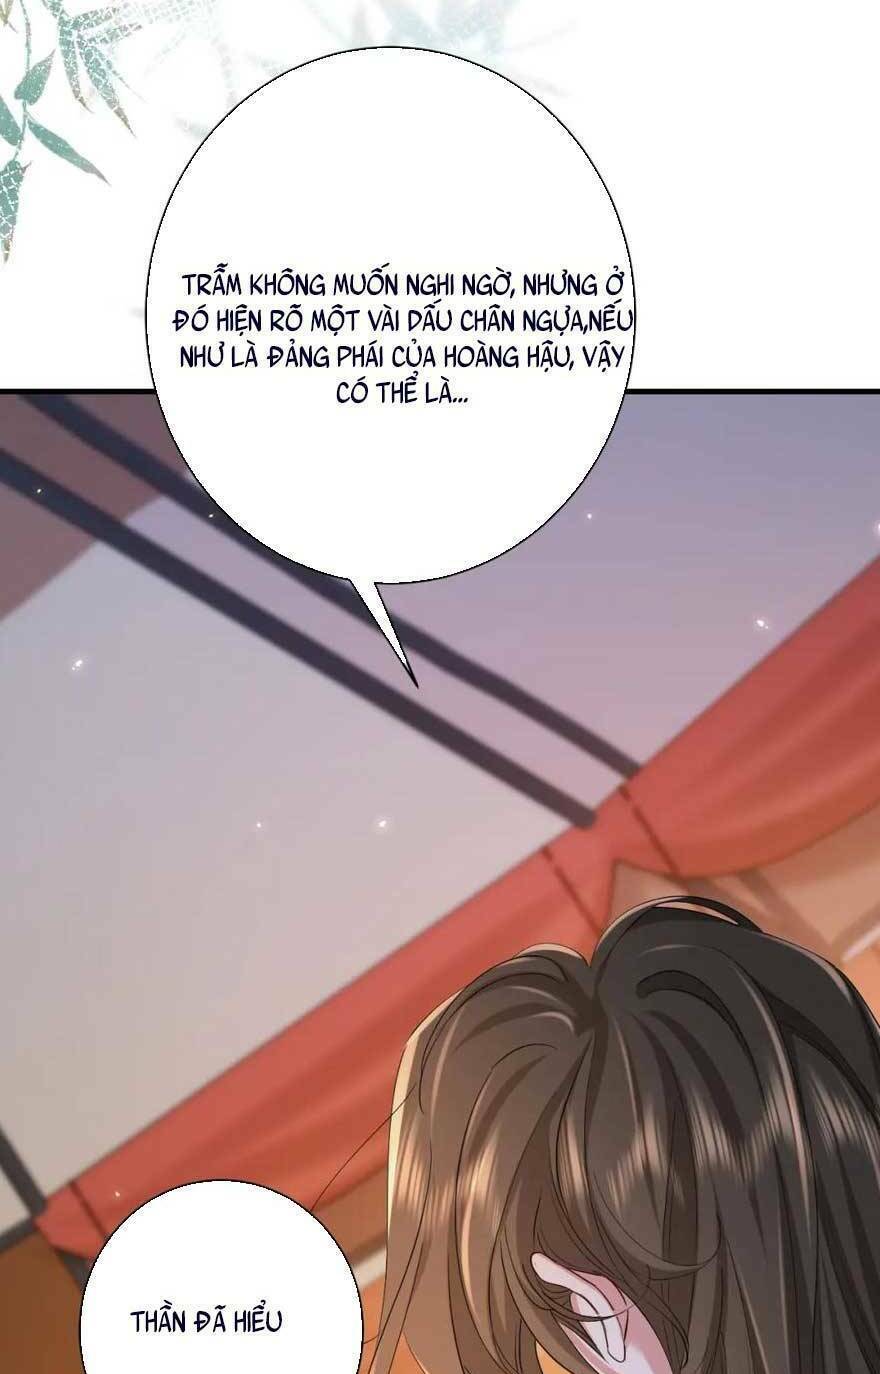 TRẪM KHÔNG MUỐN NGHI NGỜ, NHƯNG Ở
ĐÓ HIỆN RÕ MỘT VÀI DẤU CHÂN NGỰA,NẾU
NHƯ LÀ ĐẢNG PHÁI CỦA HOÀNG HẬU, VẬY
CÓ THỂ LÀ...
THẦN ĐÃ HIỂU